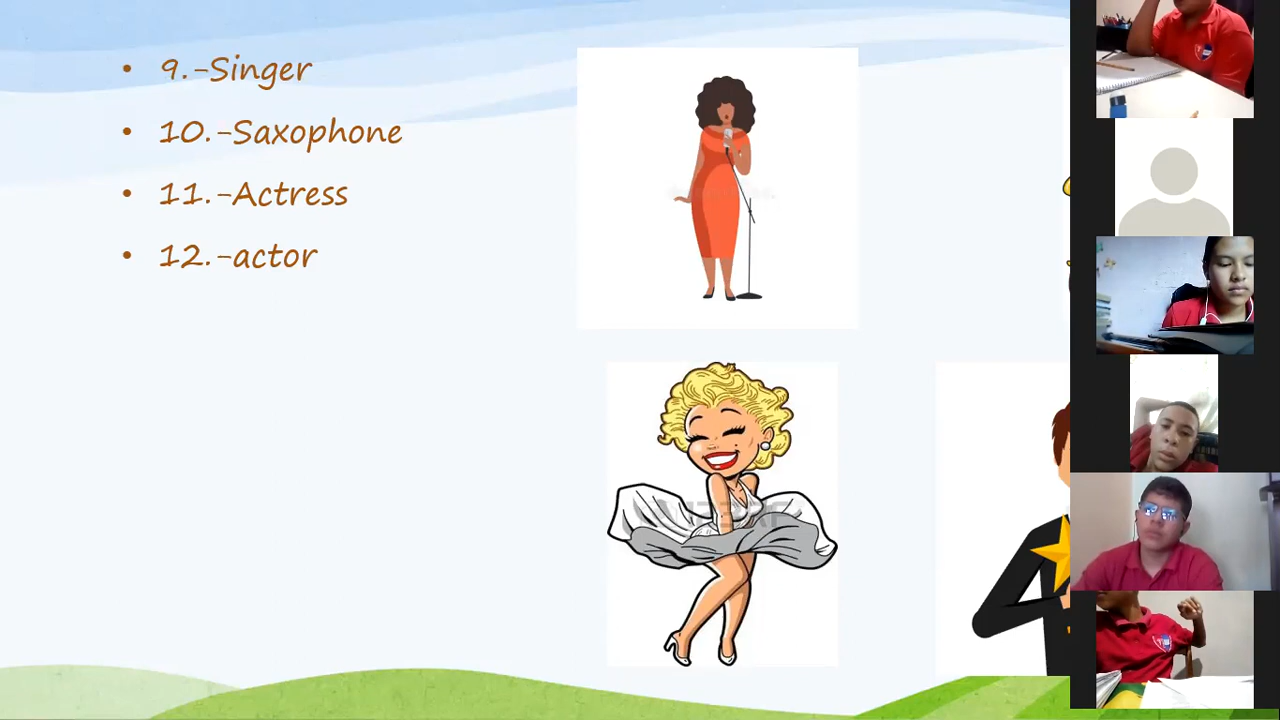 • 9.-Singer
• 10.-Saxophone
• 11.-Actress
• 12.-actor